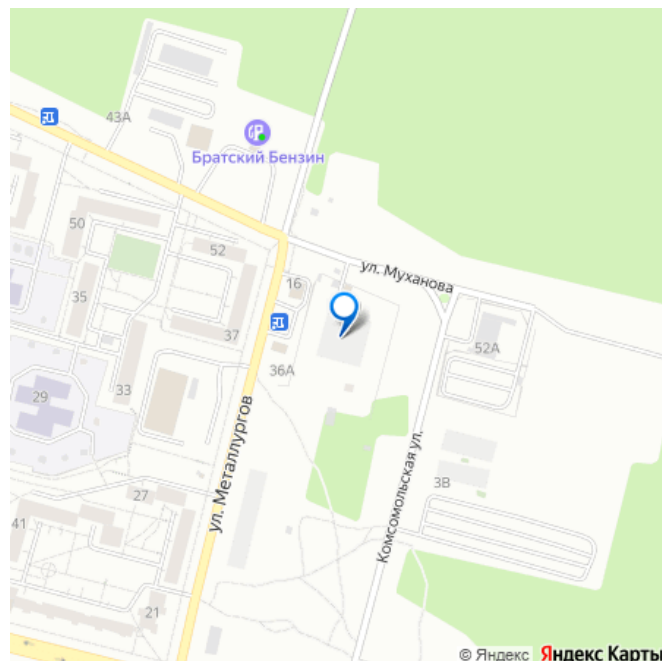 43А
Братский Бензин
50
52
ул. Муханова
16
35
37
52А
36А
33
29
ул. Металлургов
Комсомольская ул.
3В
27
41
21
© Яндекс Яндекс Карты